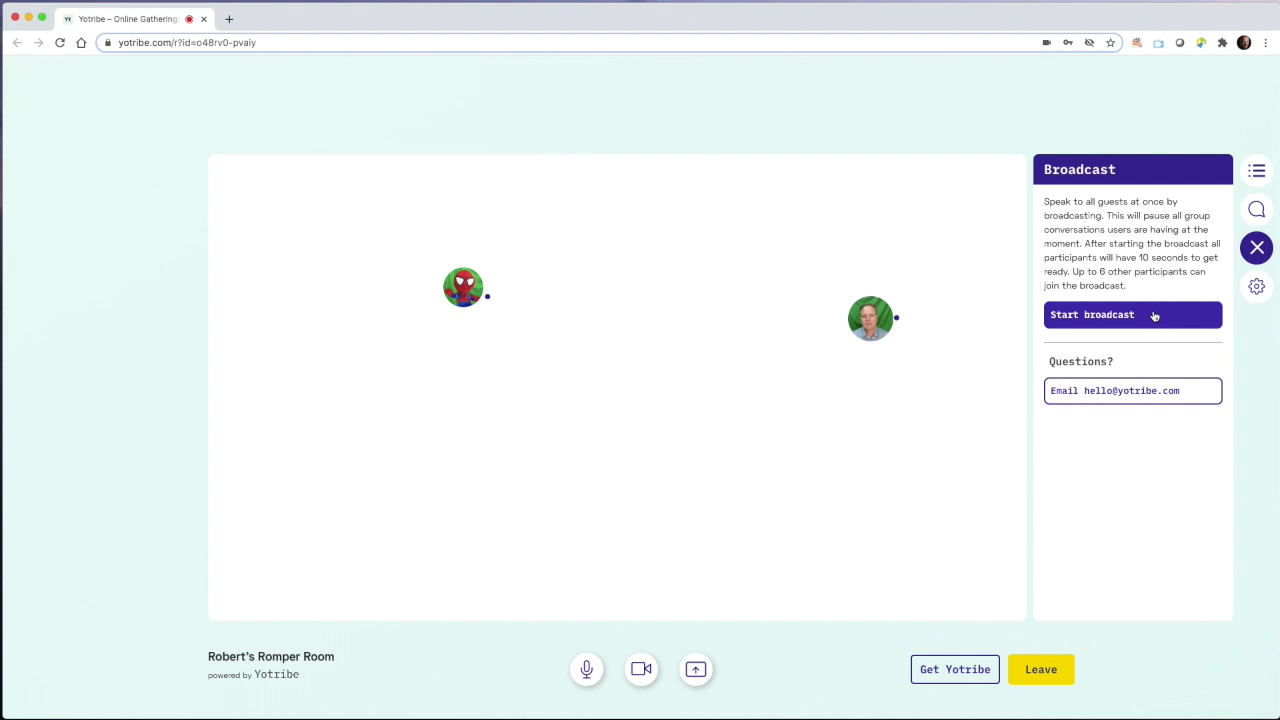 Yt Yotribe – Online Gathering
yotribe.com/r?id=o48rv0-pvaiy
Broadcast
Speak to all guests at once by
broadcasting. This will pause all group
conversations users are having at the
moment. After starting the broadcast all
participants will have 10 seconds to get
ready. Up to 6 other participants can
join the broadcast.
Start broadcast
Questions?
Email hello@yotribe.com
Robert's Romper Room
powered by Yotribe
Get Yotribe
Leave